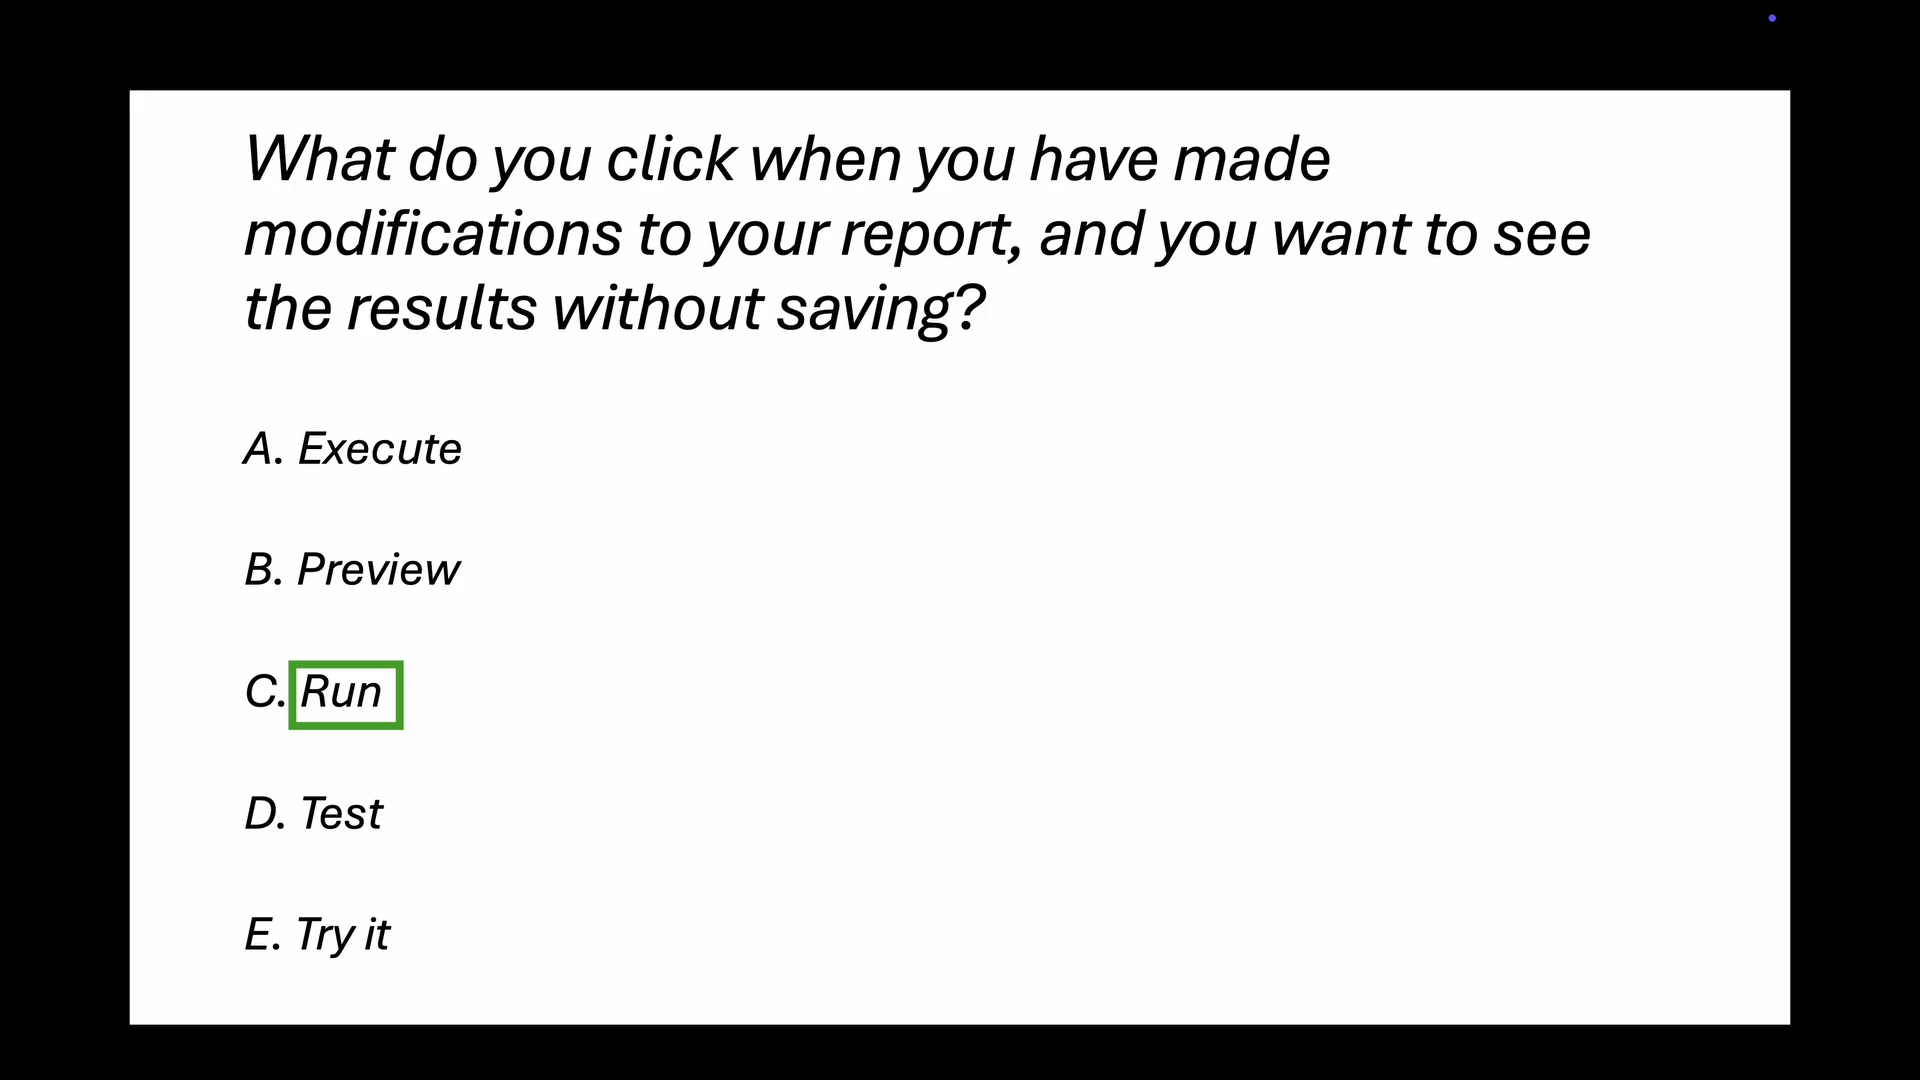 What do you click when you have made
modifications to your report, and you want to see
the results without saving?
A. Execute
B. Preview
C. Run
D. Test
E. Try it